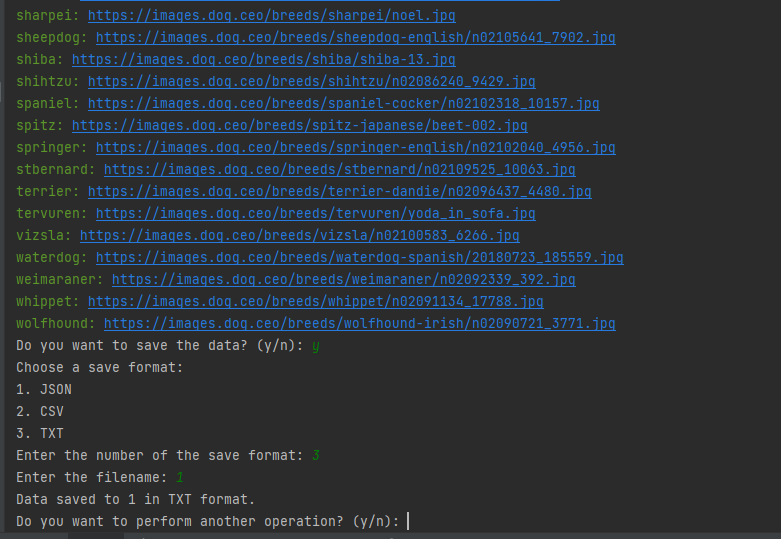 sharpei: https://images.dog.ceo/breeds/sharpei/noel.jpg
sheepdog: https://images.dog.ceo/breeds/sheepdog-english/n02105641_7902.jpg
shiba: https://images.dog.ceo/breeds/shiba/shiba-13.jpg
shihtzu: https://images.dog.ceo/breeds/shihtzu/n02086240_9429.jpg
spaniel: https://images.dog.ceo/breeds/spaniel-cocker/n02102318_10157.jpg
spitz: https://images.dog.ceo/breeds/spitz-japanese/beet-002.jpg
springer: https://images.dog.ceo/breeds/springer-english/n02102040_4956.jpg
stbernard: https://images.dog.ceo/breeds/stbernard/n02109525_10063.jpg
terrier: https://images.dog.ceo/breeds/terrier-dandie/n02096437_4480.jpg
tervuren: https://images.dog.ceo/breeds/tervuren/yoda_in_sofa.jpg
vizsla: https://images.dog.ceo/breeds/vizsla/n02100583_6266.jpg
waterdog: https://images.dog.ceo/breeds/waterdog-spanish/20180723_185559.jpg
weimaraner: https://images.dog.ceo/breeds/weimaraner/n02092339_392.jpg
whippet: https://images.dog.ceo/breeds/whippet/n02091134_17788.jpg
wolfhound: https://images.dog.ceo/breeds/wolfhound-irish/n02090721_3771.jpg
Do you want to save the data? (y/n): y
Choose a save format:
1. JSON
2. CSV
3. TXT
Enter the number of the save format: 3
Enter the filename: 1
Data saved to 1 in TXT format.
Do you want to perform another operation? (y/n):